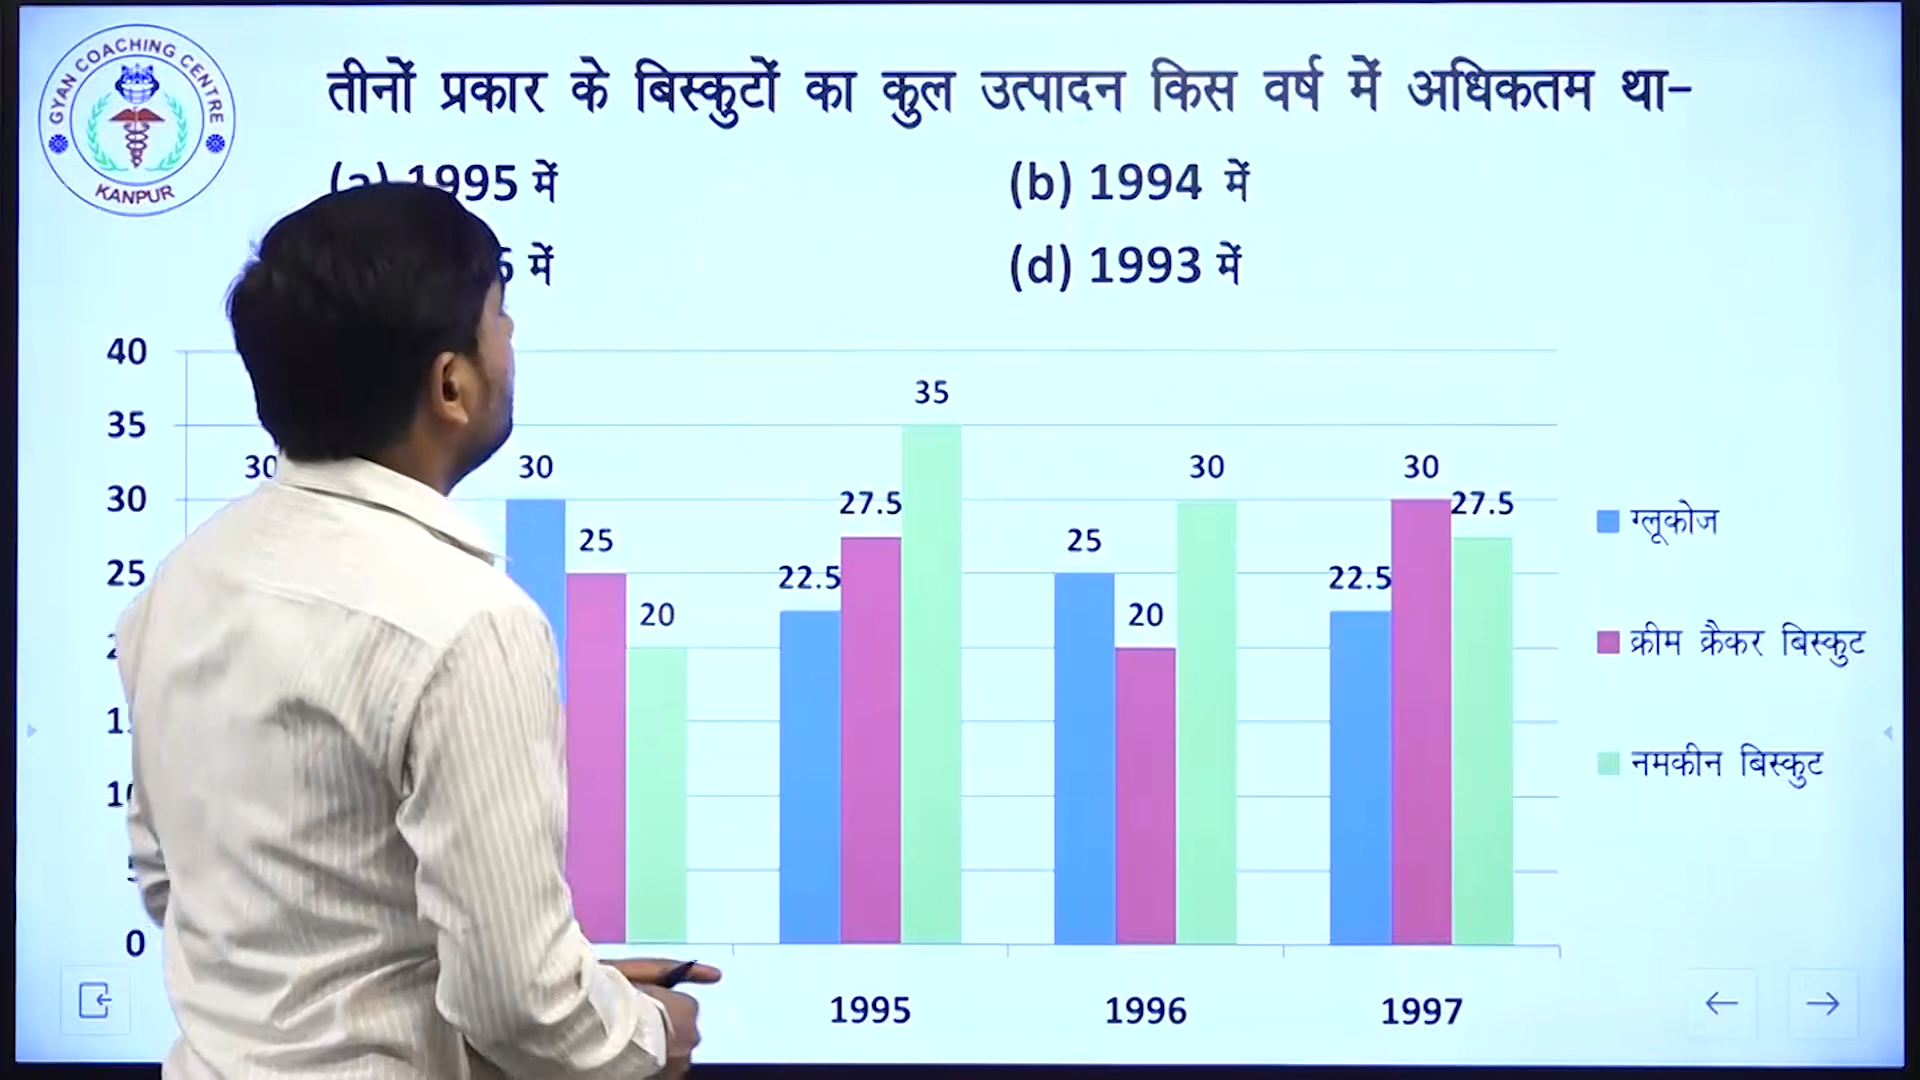 GYAN COACHING CENTRE
KANPUR
तीनों प्रकार के बिस्कुटों का कुल उत्पादन किस वर्ष में अधिकतम था-
1995 में
(b) 1994 में
में
(d) 1993 में
40
35
30
25
0
30
30
25
20
22.5
27.5
35
25
20
30
22.5
30
27.5
1995
1996
1997
ग्लूकोज
क्रीम क्रैकर बिस्कुट
नमकीन बिस्कुट